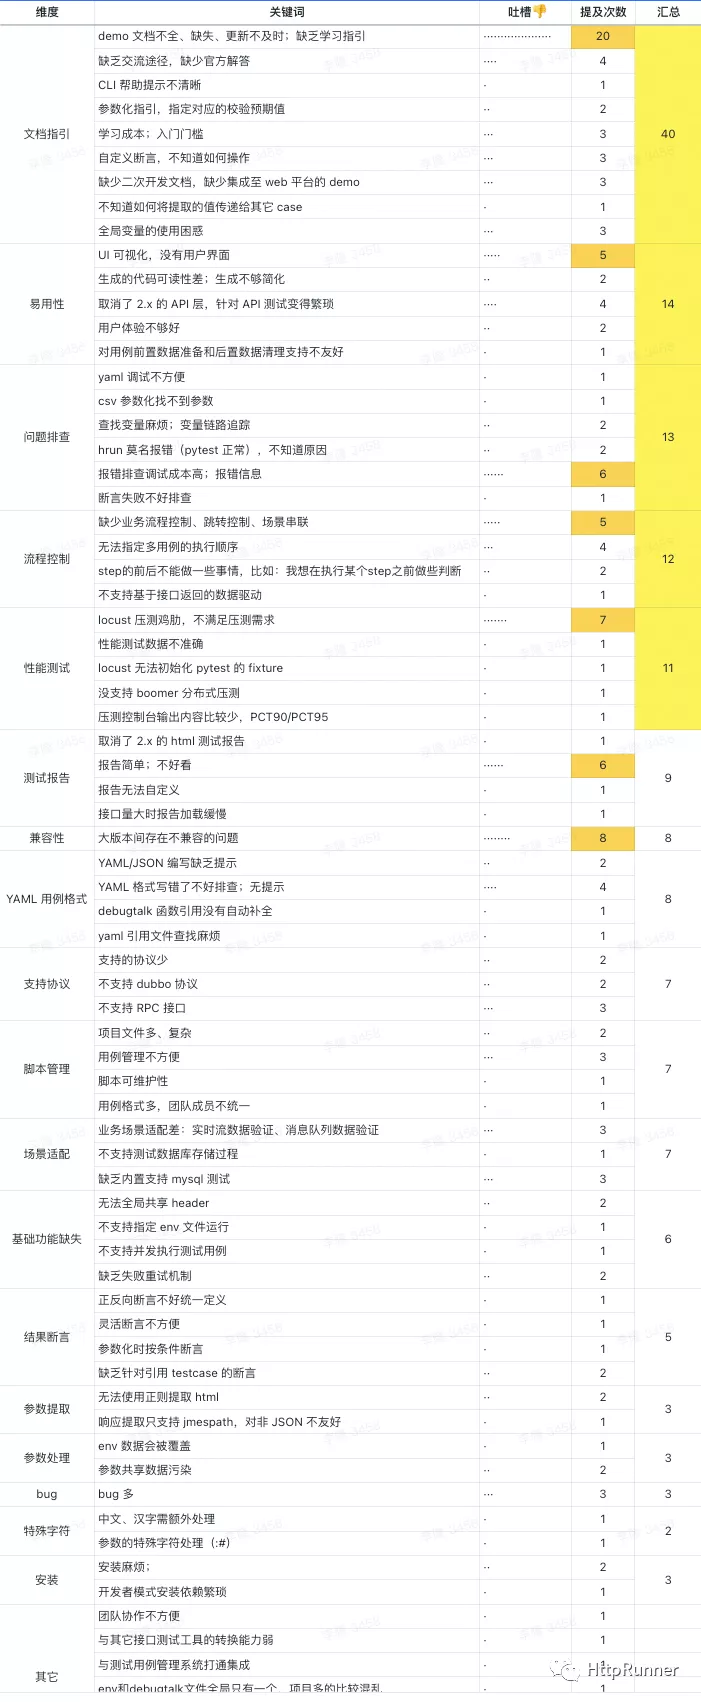 维度 关键词 吐槽👎 提及次数 汇总
demo 文档不全、缺失、更新不及时；缺乏学习指引 ···················· 20
缺乏交流途径，缺少官方解答 ···· 4
CLI 帮助提示不清晰 · 1
参数化指引，指定对应的校验预期值 ·· 2
文档指引 学习成本；入门门槛 ··· 3 40
自定义断言，不知道如何操作 ··· 3
缺少二次开发文档，缺少集成至 web 平台的 demo ··· 3
不知道如何将提取的值传递给其它 case · 1
全局变量的使用困惑 ··· 3
UI 可视化，没有用户界面 ····· 5
生成的代码可读性差；生成不够简化 ·· 2
易用性 取消了 2.x 的 API 层，针对 API 测试变得繁琐 ···· 4 14
用户体验不够好 ·· 2
对用例前置数据准备和后置数据清理支持不友好 · 1
yaml 调试不方便 · 1
csv 参数化找不到参数 · 1
查找变量麻烦；变量链路追踪 ·· 2
问题排查 13
hrun 莫名报错（pytest 正常），不知道原因 ·· 2
报错排查调试成本高；报错信息 ······ 6
断言失败不好排查 · 1
缺少业务流程控制、跳转控制、场景串联 ····· 5
无法指定多用例的执行顺序 ··· 4
流程控制 12
step的前后不能做一些事情，比如：我想在执行某个step之前做些判断 ·· 2
不支持基于接口返回的数据驱动 · 1
locust 压测鸡肋，不满足压测需求 ······· 7
性能测试数据不准确 · 1
性能测试 locust 无法初始化 pytest 的 fixture · 1 11
没支持 boomer 分布式压测 · 1
压测控制台输出内容比较少，PCT90/PCT95 · 1
取消了 2.x 的 html 测试报告 · 1
报告简单；不好看 ······ 6
测试报告 9
报告无法自定义 · 1
接口量大时报告加载缓慢 · 1
兼容性 大版本间存在不兼容的问题 ········ 8 8
YAML/JSON 编写缺乏提示 ·· 2
YAML 格式写错了不好排查；无提示 ···· 4
YAML 用例格式 8
debugtalk 函数引用没有自动补全 · 1
yaml 引用文件查找麻烦 · 1
支持的协议少 ·· 2
支持协议 不支持 dubbo 协议 ·· 2 7
不支持 RPC 接口 ··· 3
项目文件多、复杂 ·· 2
用例管理不方便 ··· 3
脚本管理 7
脚本可维护性 · 1
用例格式多，团队成员不统一 · 1
业务场景适配差：实时流数据验证、消息队列数据验证 ··· 3
场景适配 不支持测试数据库存储过程 · 1 7
缺乏内置支持 mysql 测试 ··· 3
无法全局共享 header ·· 2
不支持指定 env 文件运行 · 1
基础功能缺失 6
不支持并发执行测试用例 · 1
缺乏失败重试机制 ·· 2
正反向断言不好统一定义 · 1
灵活断言不方便 · 1
结果断言 5
参数化时按条件断言 · 1
缺乏针对引用 testcase 的断言 ·· 2
无法使用正则提取 html ·· 2
参数提取 3
响应提取只支持 jmespath，对非 JSON 不友好 · 1
env 数据会被覆盖 · 1
参数处理 3
参数共享数据污染 ·· 2
bug bug 多 ··· 3 3
中文、汉字需额外处理 · 1
特殊字符 2
参数的特殊字符处理（:#） · 1
安装麻烦； ·· 2
安装 3
开发者模式安装依赖繁琐 · 1
团队协作不方便 · 1
与其它接口测试工具的转换能力弱 · 1
与测试用例管理系统打通集成 · 1
其它
env和debugtalk文件全局只有一个，项目多的比较混乱 · 1
HttpRunner